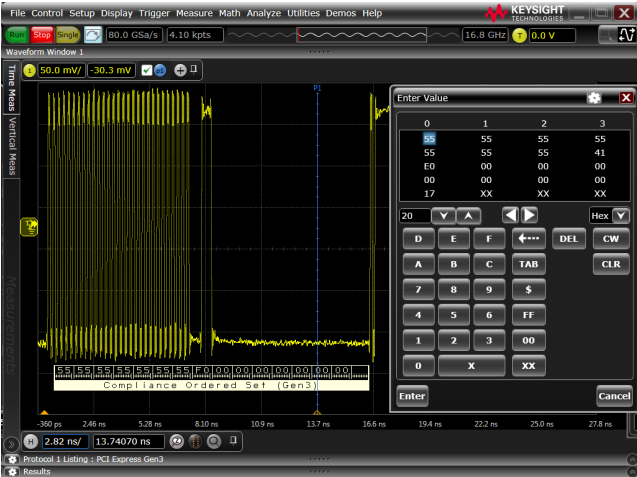 File Control Setup Display Trigger Measure Math Analyze Utilities Demos Help
KEYSIGHT
TECHNOLOGIES
Run Stop Single 80.0 GSa/s 4.10 kpts 16.8 GHz T 0.0 V
Waveform Window 1
1 50.0 mV/ -30.3 mV p1
Time Meas
Vertical Meas
Measurements
P1
55 55 55 55 55 55 55 F0 00 00 00 00 00 00 00
Compliance Ordered Set (Gen3)
-360 ps 2.46 ns 5.28 ns 8.10 ns 10.9 ns 13.7 ns 16.6 ns 19.4 ns 22.2 ns 25.0 ns 27.8 ns
H 2.82 ns/ 13.74070 ns
Protocol 1 Listing : PCI Express Gen3
Results
Enter Value
0 1 2 3
55 55 55 55
55 55 55 41
E0 00 00 00
00 00 00 00
17 XX XX XX
20 Hex
D E F DEL CW
A B C TAB CLR
7 8 9 $
4 5 6 FF
1 2 3 00
0 X XX
Enter Cancel